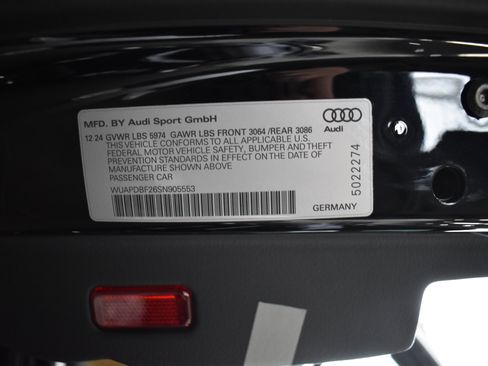 MFD. BY Audi Sport GmbH
Audi
12 24 GVWR LBS 5974 GAWR LBS FRONT 3064 /REAR 3086
THIS VEHICLE CONFORMS TO ALL APPLICABLE U.S.
FEDERAL MOTOR VEHICLE SAFETY, BUMPER AND THEFT
PREVENTION STANDARDS IN EFFECT ON THE DATE OF
MANUFACTURE SHOWN ABOVE
PASSENGER CAR
WUAPDBF26SN905553
5022274
GERMANY